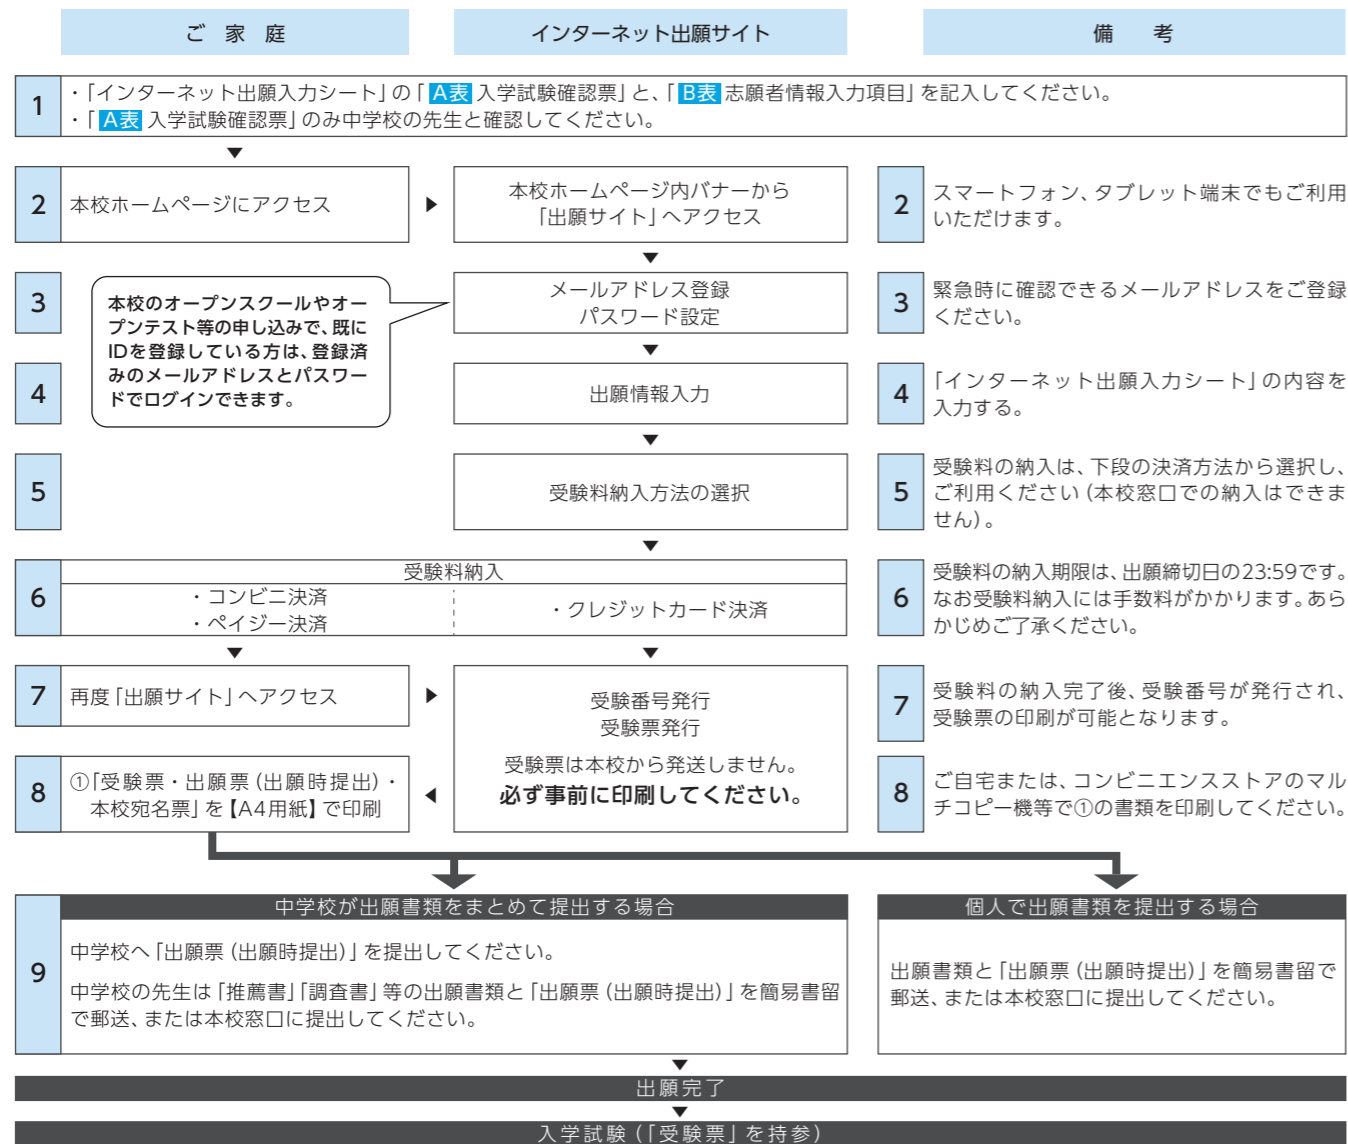 ご 家 庭
インターネット出願サイト
備 考
1
・「インターネット出願入力シート」の「 A表 入学試験確認票」と、「 B表 志願者情報入力項目」を記入してください。
・「 A表 入学試験確認票」のみ中学校の先生と確認してください。
▼
2
本校ホームページにアクセス
▶
本校ホームページ内バナーから
「出願サイト」へアクセス
2
スマートフォン、タブレット端末でもご利用
いただけます。
▼
3
本校のオープンスクールやオー
プンテスト等の申し込みで、既に
IDを登録している方は、登録済
みのメールアドレスとパスワー
ドでログインできます。
メールアドレス登録
パスワード設定
3
緊急時に確認できるメールアドレスをご登録
ください。
▼
4
出願情報入力
4
「インターネット出願入力シート」の内容を
入力する。
▼
5
受験料納入方法の選択
5
受験料の納入は、下段の決済方法から選択し、
ご利用ください(本校窓口での納入はできま
せん)。
▼
6
受験料納入
・コンビニ決済
・ペイジー決済
・クレジットカード決済
6
受験料の納入期限は、出願締切日の23:59です。
なお受験料納入には手数料がかかります。あら
かじめご了承ください。
▼
▼
7
再度「出願サイト」へアクセス
▶
受験番号発行
受験票発行
受験票は本校から発送しません。
必ず事前に印刷してください。
7
受験料の納入完了後、受験番号が発行され、
受験票の印刷が可能となります。
8
①「受験票・出願票(出願時提出)・
本校宛名票」を【A4用紙】で印刷
◀
8
ご自宅または、コンビニエンスストアのマル
チコピー機等で①の書類を印刷してください。
9
中学校が出願書類をまとめて提出する場合
中学校へ「出願票(出願時提出)」を提出してください。
中学校の先生は「推薦書」「調査書」等の出願書類と「出願票(出願時提出)」を簡易書留
で郵送、または本校窓口に提出してください。
個人で出願書類を提出する場合
出願書類と「出願票(出願時提出)」を簡易書留で
郵送、または本校窓口に提出してください。
▼
出願完了
▼
入学試験(「受験票」を持参)